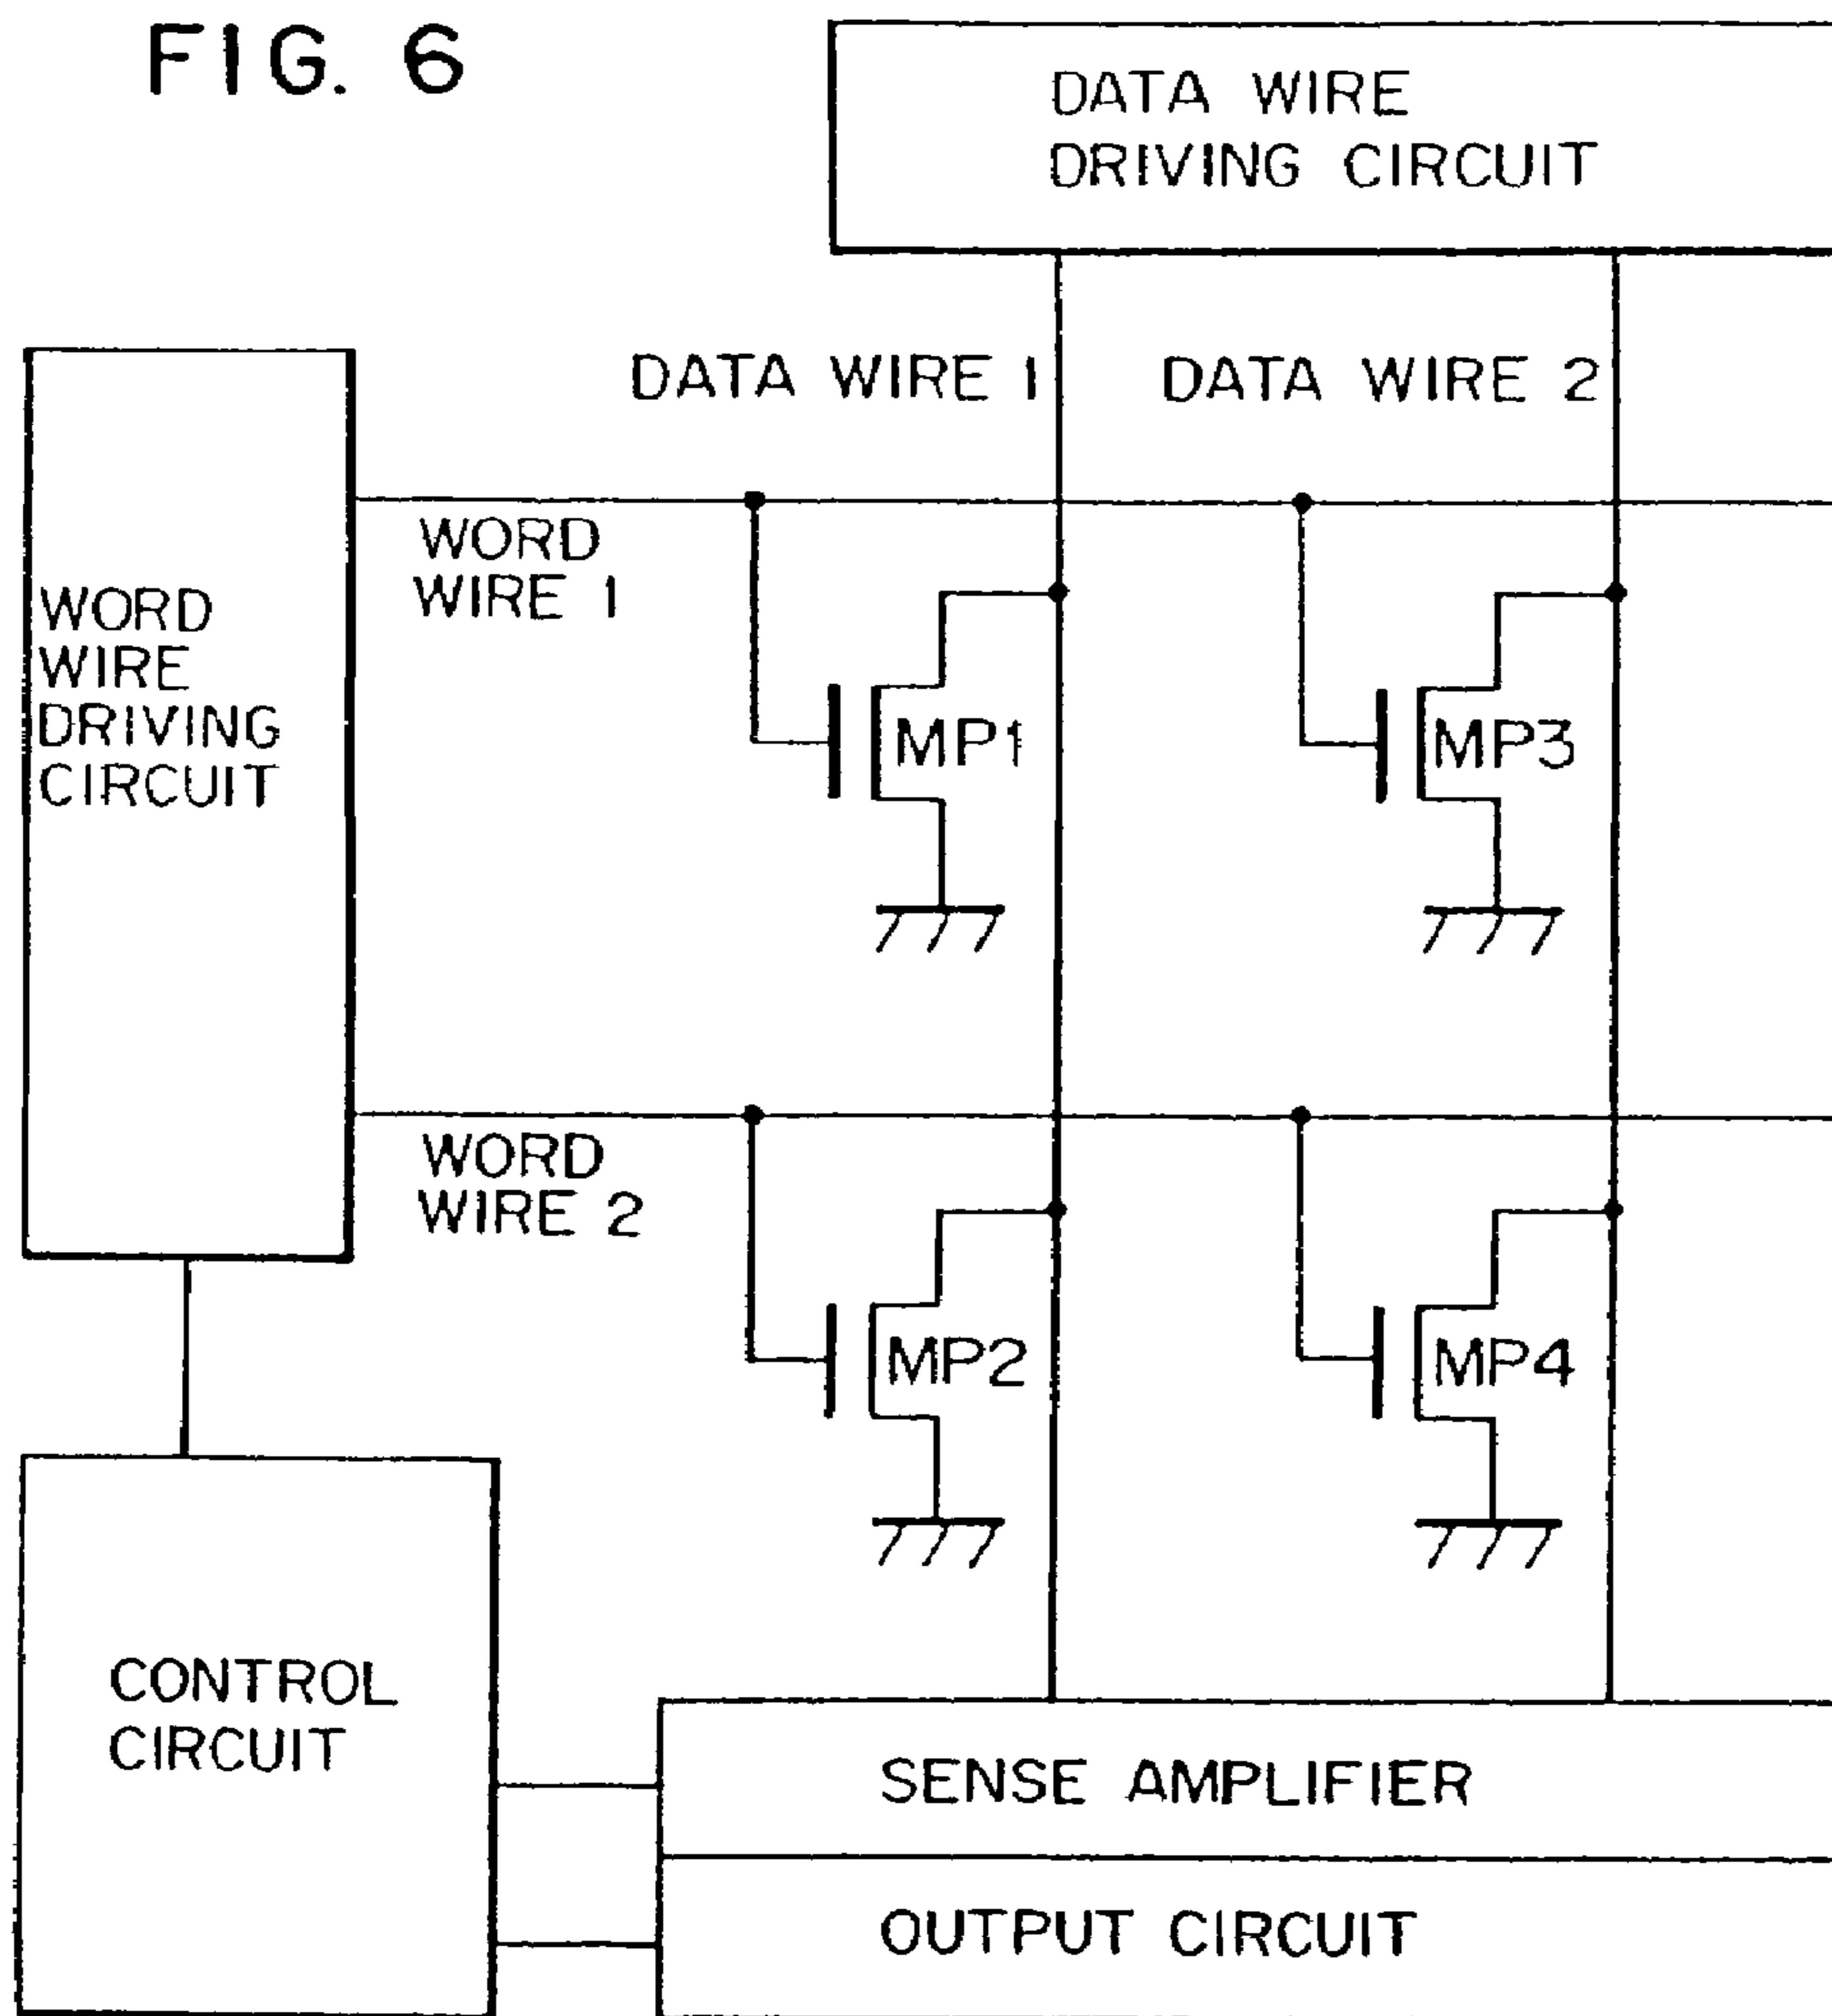 FIG. 6
DATA WIRE
DRIVING CIRCUIT
DATA WIRE 1
DATA WIRE 2
WORD
WIRE 1
WORD
WIRE
DRIVING
CIRCUIT
MP1
MP3
WORD
WIRE 2
MP2
MP4
CONTROL
CIRCUIT
SENSE AMPLIFIER
OUTPUT CIRCUIT